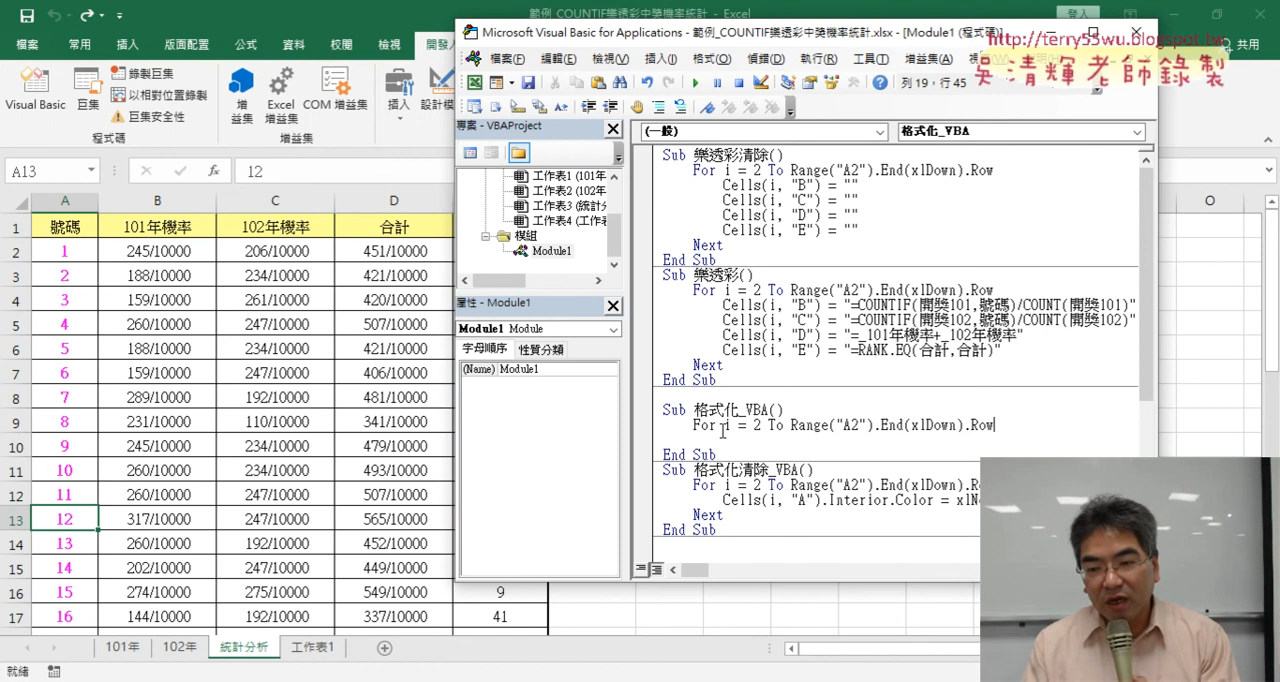 範例_COUNTIF樂透彩中獎機率統計 - Excel
登入
檔案 常用 插入 版面配置 公式 資料 校閱 檢視 開發人 共用
Visual Basic 巨集 錄製巨集 以相對位置錄製 巨集安全性 增益集 Excel 增益集 COM 增益集 插入 設計模
程式碼 增益集
Microsoft Visual Basic for Applications - 範例_COUNTIF樂透彩中獎機率統計.xlsx - [Module1 (程式碼)]
http://terry55wu.blogspot.tw
吳清輝老師錄製
檔案(F) 編輯(E) 檢視(V) 插入(I) 格式(O) 偵錯(D) 執行(R) 工具(T) 增益集(A)
列 19，行 45
專案 - VBAProject
工作表1 (101年
工作表2 (102年
工作表3 (統計分
工作表4 (工作表
模組
Module1
屬性 - Module1
Module1 Module
字母順序 性質分類
(Name) Module1
(一般) 格式化_VBA
Sub 樂透彩清除()
For i = 2 To Range("A2").End(xlDown).Row
Cells(i, "B") = ""
Cells(i, "C") = ""
Cells(i, "D") = ""
Cells(i, "E") = ""
Next
End Sub
Sub 樂透彩()
For i = 2 To Range("A2").End(xlDown).Row
Cells(i, "B") = "=COUNTIF(開獎101,號碼)/COUNT(開獎101)"
Cells(i, "C") = "=COUNTIF(開獎102,號碼)/COUNT(開獎102)"
Cells(i, "D") = "=_101年機率+_102年機率"
Cells(i, "E") = "=RANK.EQ(合計,合計)"
Next
End Sub
Sub 格式化_VBA()
For i = 2 To Range("A2").End(xlDown).Row
End Sub
Sub 格式化清除_VBA()
For i = 2 To Range("A2").End(xlDown).R
Cells(i, "A").Interior.Color = xlN
Next
End Sub
A13 fx 12
A B C D O
1 號碼 101年機率 102年機率 合計
2 1 245/10000 206/10000 451/10000
3 2 188/10000 234/10000 421/10000
4 3 159/10000 261/10000 420/10000
5 4 260/10000 247/10000 507/10000
6 5 188/10000 234/10000 421/10000
7 6 159/10000 247/10000 406/10000
8 7 289/10000 192/10000 481/10000
9 8 231/10000 110/10000 341/10000
10 9 245/10000 234/10000 479/10000
11 10 260/10000 234/10000 493/10000
12 11 260/10000 247/10000 507/10000
13 12 317/10000 247/10000 565/10000
14 13 260/10000 192/10000 452/10000
15 14 202/10000 247/10000 449/10000
16 15 274/10000 275/10000 549/10000 9
17 16 144/10000 192/10000 337/10000 41
101年 102年 統計分析 工作表1
就緒